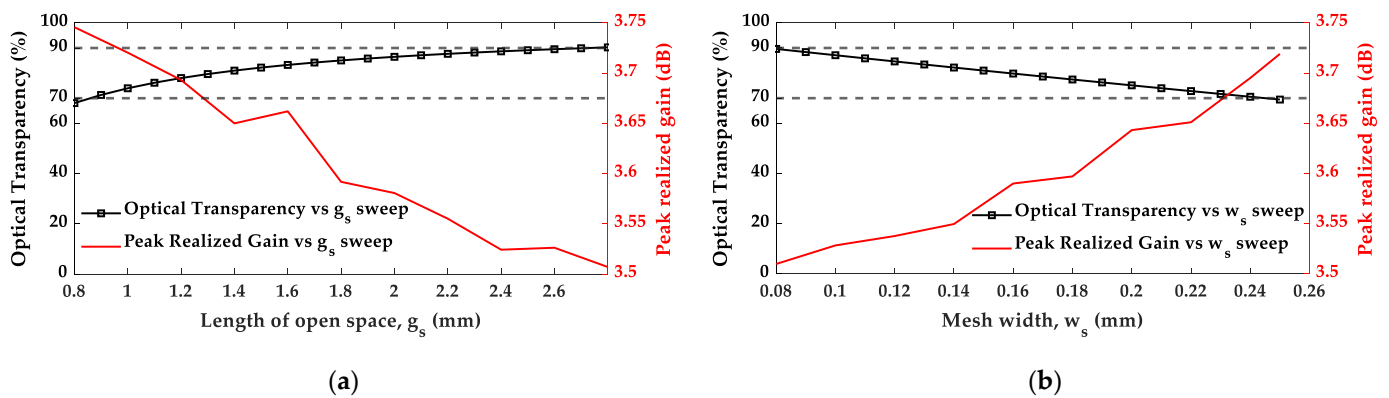 100
90
80
70
60
40
20
0
Optical Transparency (%)
3.75
3.7
3.65
3.6
3.55
3.5
Peak realized gain (dB)
Optical Transparency vs gs sweep
Peak Realized Gain vs gs sweep
0.8 1 1.2 1.4 1.6 1.8 2 2.2 2.4 2.6
Length of open space, gs (mm)
(a)
100
90
80
70
60
40
20
0
Optical Transparency (%)
3.75
3.7
3.65
3.6
3.55
3.5
Peak realized gain (dB)
Optical Transparency vs ws sweep
Peak Realized Gain vs ws sweep
0.08 0.1 0.12 0.14 0.16 0.18 0.2 0.22 0.24 0.26
Mesh width, ws (mm)
(b)